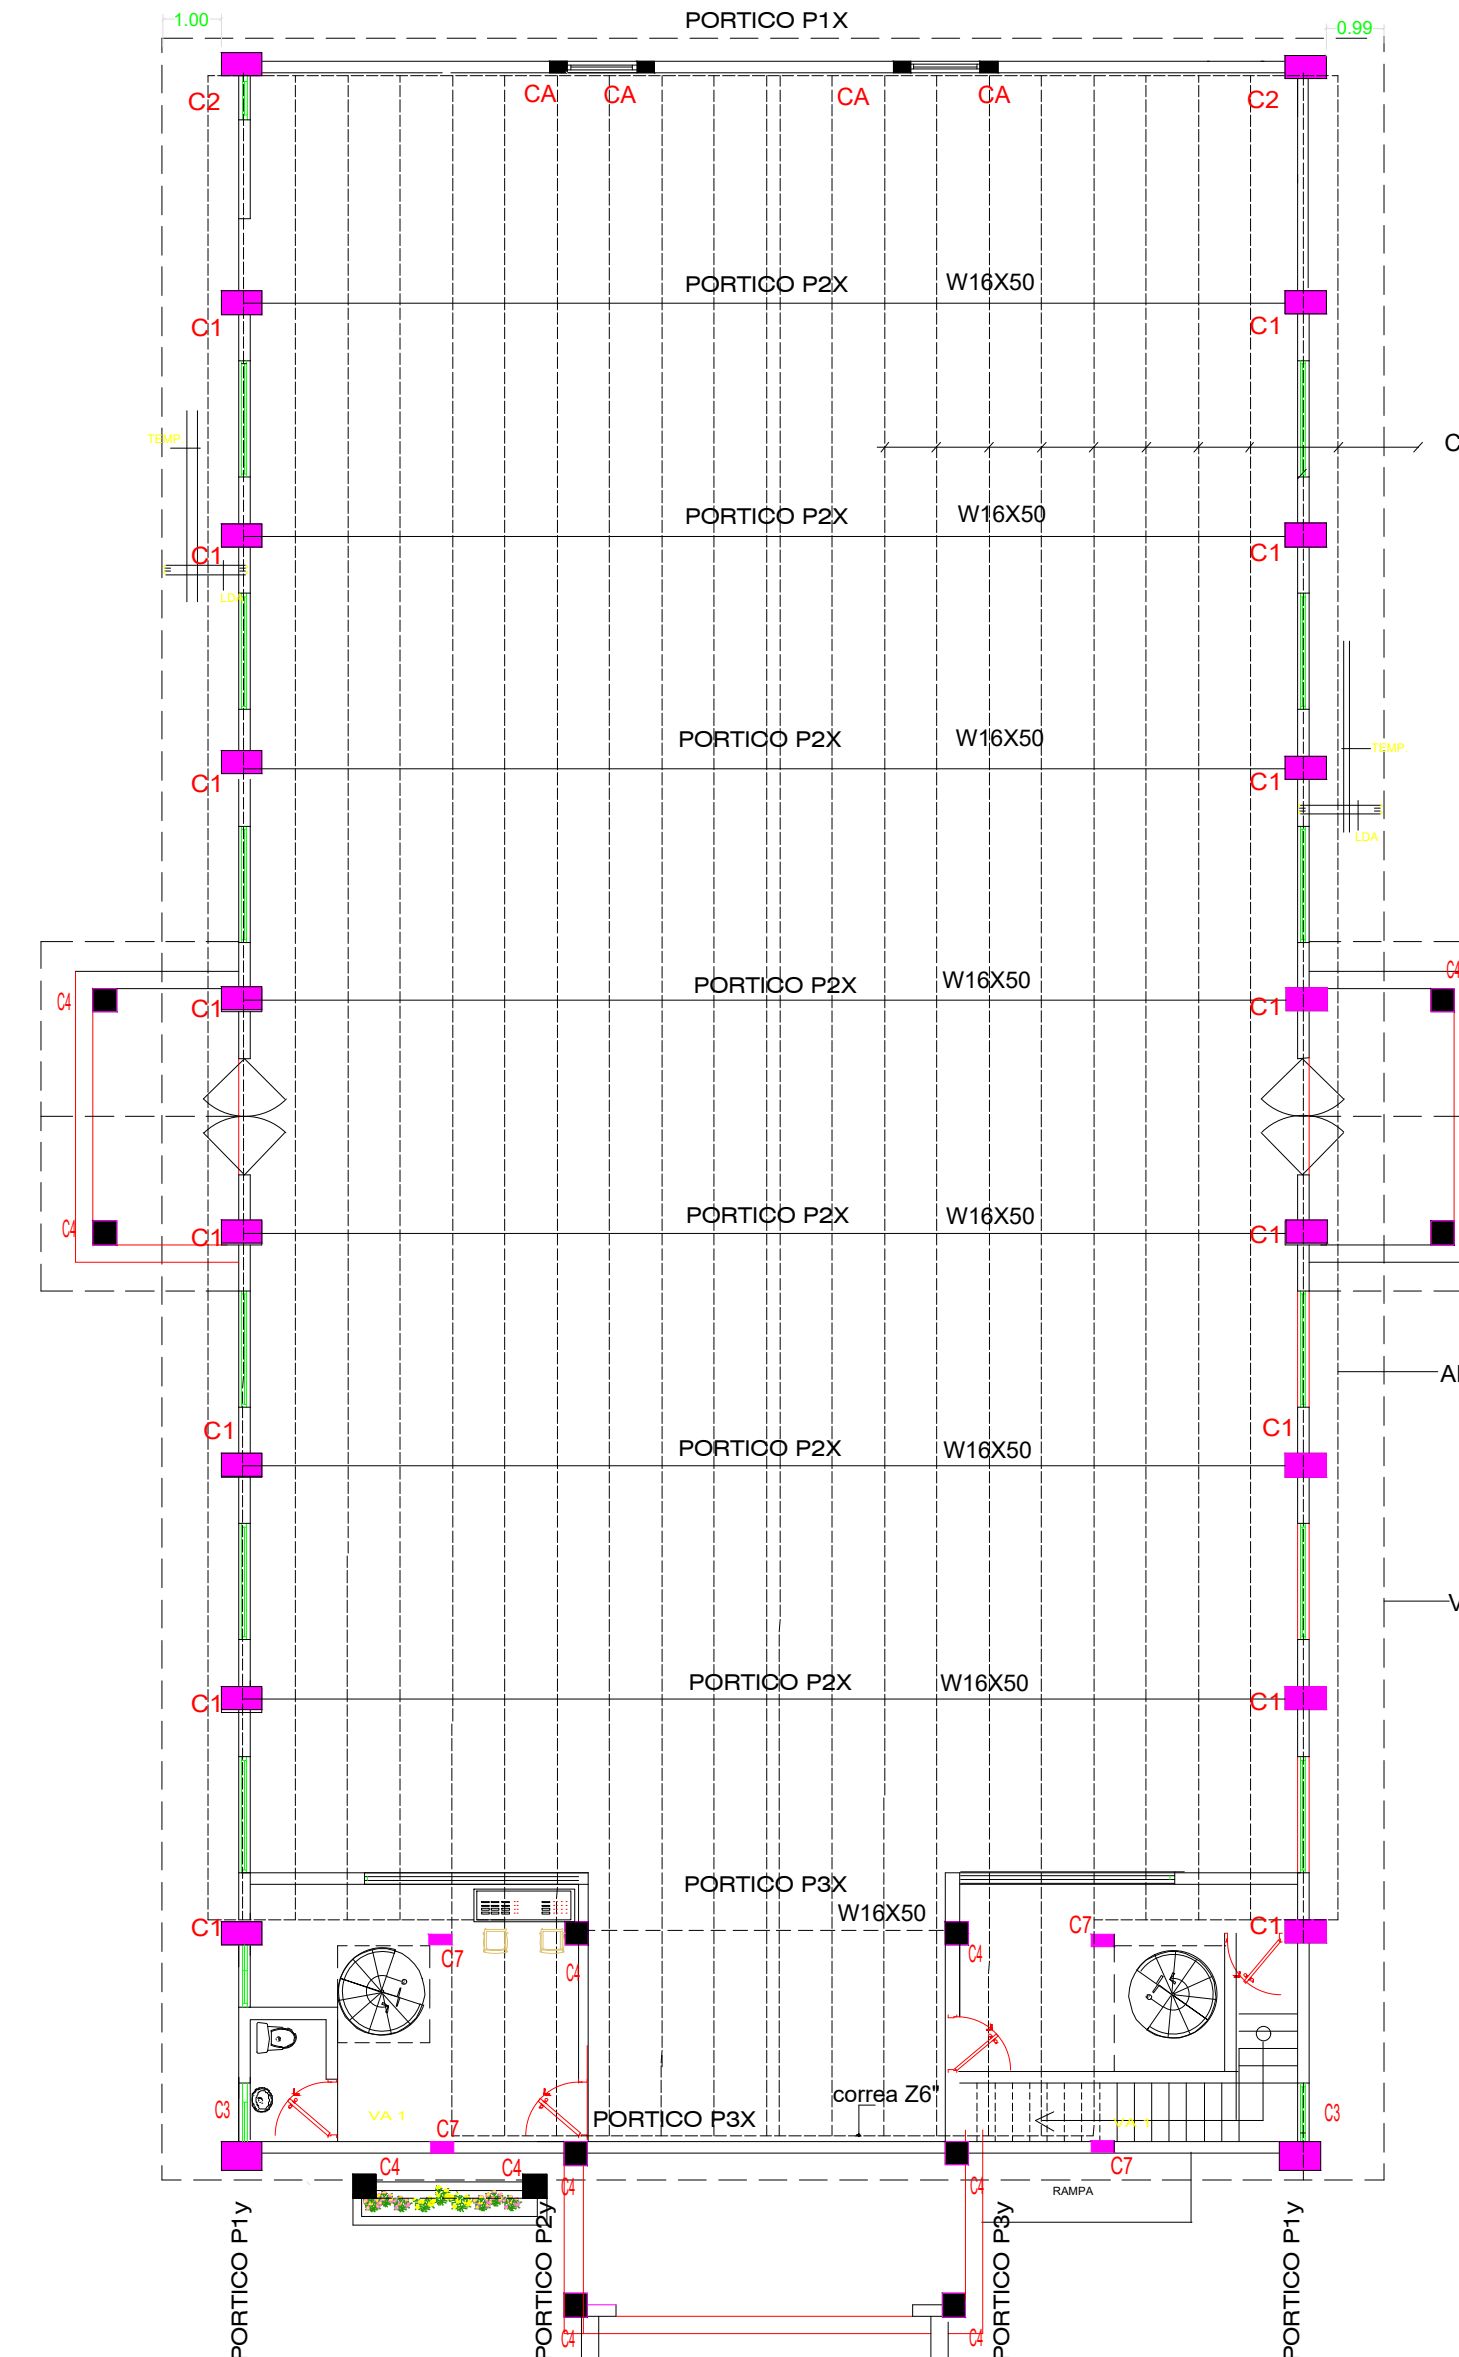 1.00
PORTICO P1X
0.99
C2
CA
CA
CA
CA
C2
PORTICO P2X
W16X50
C1
C1
TEMP.
C
PORTICO P2X
W16X50
C1
C1
LDA
PORTICO P2X
W16X50
TEMP.
C1
C1
LDA
C4
PORTICO P2X
W16X50
C4
C1
C1
C4
PORTICO P2X
W16X50
C1
C1
C1
C1
PORTICO P2X
W16X50
PORTICO P2X
W16X50
C1
C1
PORTICO P3X
W16X50
C1
C7
C1
C7
C4
C4
correa Z6"
C3
VA 1
PORTICO P3X
VA 1
C3
C7
C4
C4
C4
C4
C7
RAMPA
PORTICO P1y
PORTICO P2y
PORTICO P3y
PORTICO P1y
C4
C4